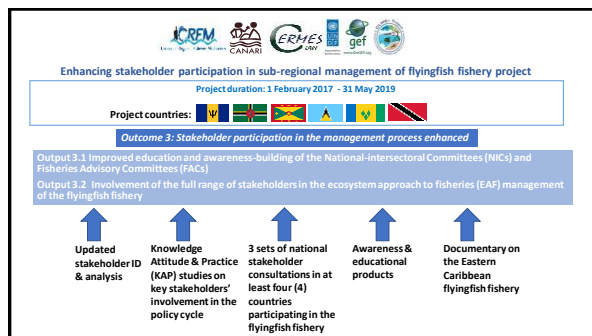 CRFM
CANARI
CERMES
UWI
gef
Enhancing stakeholder participation in sub-regional management of flyingfish fishery project
Project duration: 1 February 2017 - 31 May 2019
Project countries:
Outcome 3: Stakeholder participation in the management process enhanced
Output 3.1 Improved education and awareness-building of the National-intersectoral Committees (NICs) and
Fisheries Advisory Committees (FACs)
Output 3.2 Involvement of the full range of stakeholders in the ecosystem approach to fisheries (EAF) management
of the flyingfish fishery
Updated
stakeholder ID
& analysis
Knowledge
Attitude & Practice
(KAP) studies on
key stakeholders'
involvement in the
policy cycle
3 sets of national
stakeholder
consultations in at
least four (4)
countries
participating in the
flyingfish fishery
Awareness &
educational
products
Documentary on
the Eastern
Caribbean
flyingfish fishery